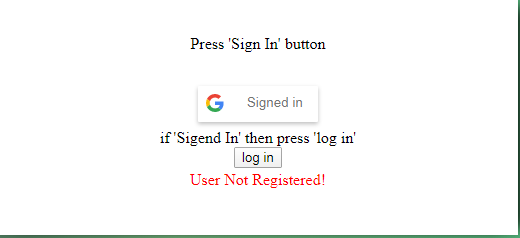 Press 'Sign In' button
Signed in
if 'Sigend In' then press 'log in'
log in
User Not Registered!